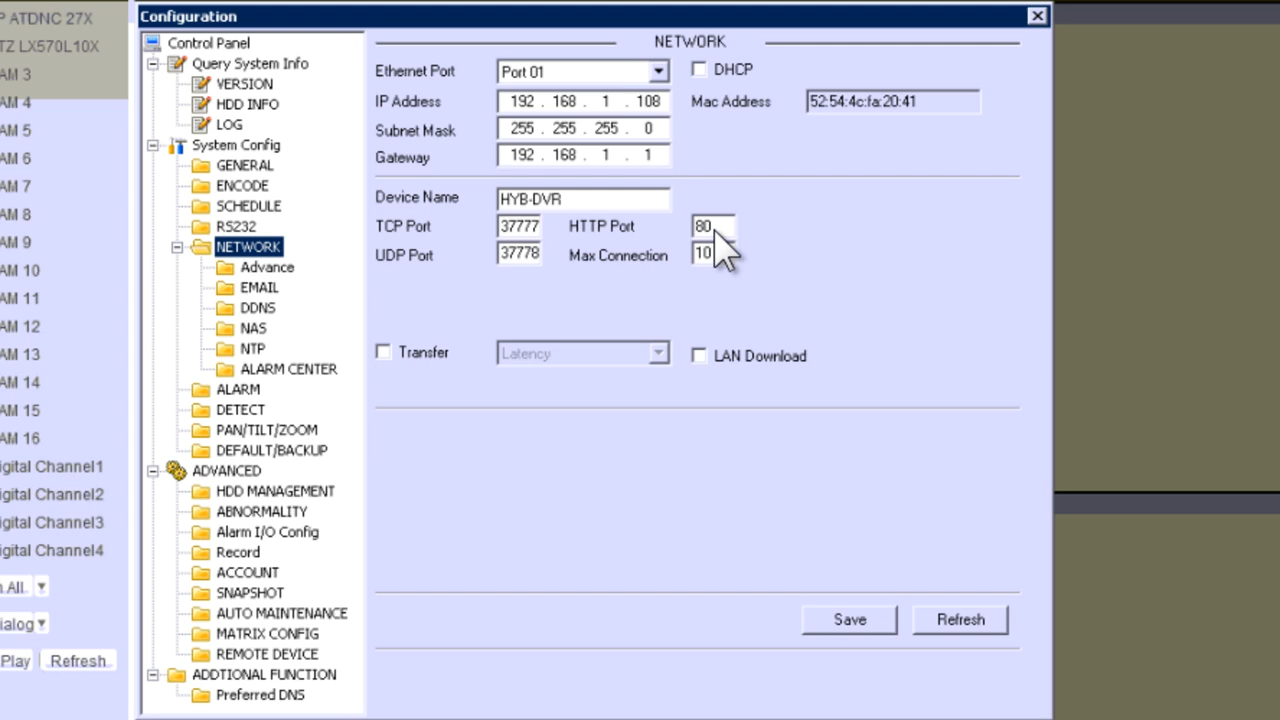 P ATDNC 27X
TZ LX570L10X
AM 3
AM 4
AM 5
AM 6
AM 7
AM 8
AM 9
AM 10
AM 11
AM 12
AM 13
AM 14
AM 15
AM 16
igital Channel1
igital Channel2
igital Channel3
igital Channel4
All
ialog
Play Refresh
Configuration
Control Panel
Query System Info
VERSION
HDD INFO
LOG
System Config
GENERAL
ENCODE
SCHEDULE
RS232
NETWORK
Advance
EMAIL
DDNS
NAS
NTP
ALARM CENTER
ALARM
DETECT
PAN/TILT/ZOOM
DEFAULT/BACKUP
ADVANCED
HDD MANAGEMENT
ABNORMALITY
Alarm I/O Config
Record
ACCOUNT
SNAPSHOT
AUTO MAINTENANCE
MATRIX CONFIG
REMOTE DEVICE
ADDTIONAL FUNCTION
Preferred DNS
NETWORK
Ethernet Port Port 01 DHCP
IP Address 192 . 168 . 1 . 108 Mac Address 52:54:4c:fa:20:41
Subnet Mask 255 . 255 . 255 . 0
Gateway 192 . 168 . 1 . 1
Device Name HYB-DVR
TCP Port 37777 HTTP Port 80
UDP Port 37778 Max Connection 10
Transfer Latency LAN Download
Save Refresh